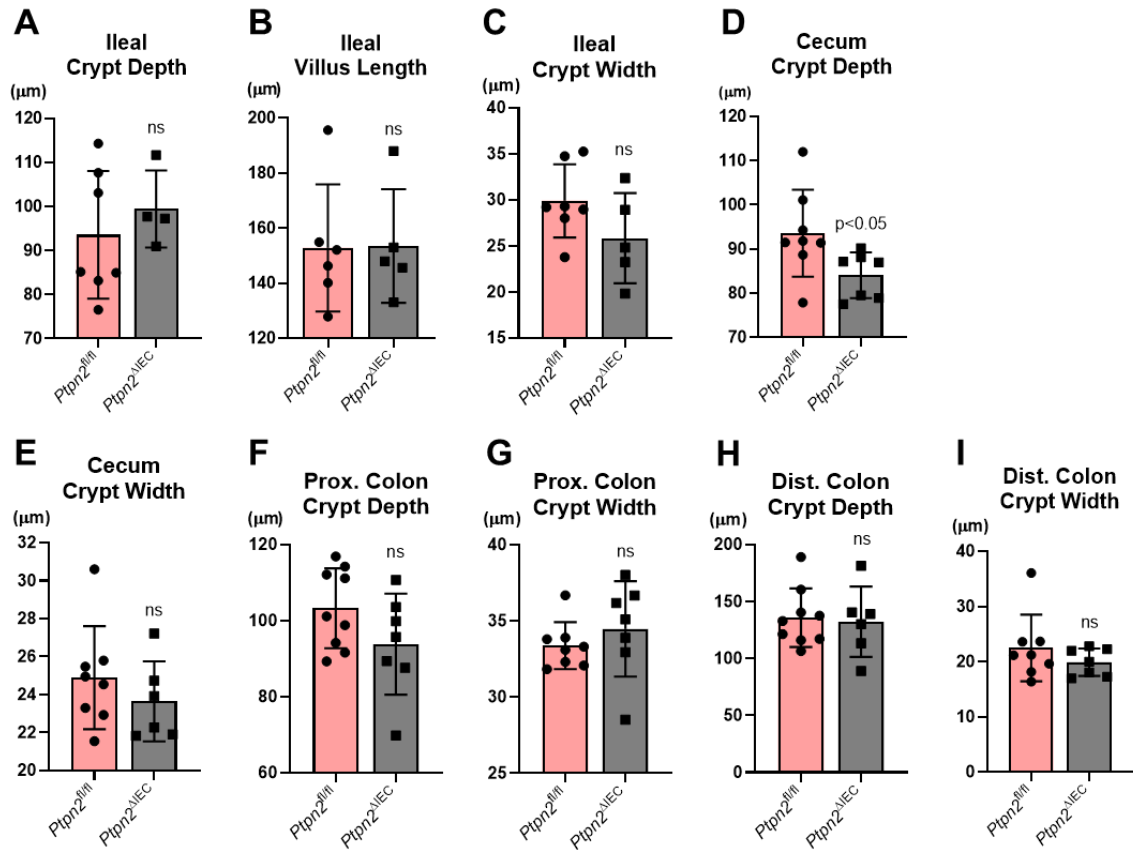 A
Ileal
Crypt Depth
(μm)
120
110
100
90
80
70
ns
Ptpn2fl/fl
Ptpn2ΔIEC
B
Ileal
Villus Length
(μm)
200
180
160
140
120
ns
Ptpn2fl/fl
Ptpn2ΔIEC
C
Ileal
Crypt Width
(μm)
40
35
30
25
20
15
ns
Ptpn2fl/fl
Ptpn2ΔIEC
D
Cecum
Crypt Depth
(μm)
120
110
100
90
80
70
p<0.05
Ptpn2fl/fl
Ptpn2ΔIEC
E
Cecum
Crypt Width
(μm)
32
30
28
26
24
22
20
ns
Ptpn2fl/fl
Ptpn2ΔIEC
F
Prox. Colon
Crypt Depth
(μm)
120
100
80
60
ns
Ptpn2fl/fl
Ptpn2ΔIEC
G
Prox. Colon
Crypt Width
(μm)
40
35
30
25
ns
Ptpn2fl/fl
Ptpn2ΔIEC
H
Dist. Colon
Crypt Depth
(μm)
200
150
100
50
0
ns
Ptpn2fl/fl
Ptpn2ΔIEC
I
Dist. Colon
Crypt Width
(μm)
40
30
20
10
0
ns
Ptpn2fl/fl
Ptpn2ΔIEC